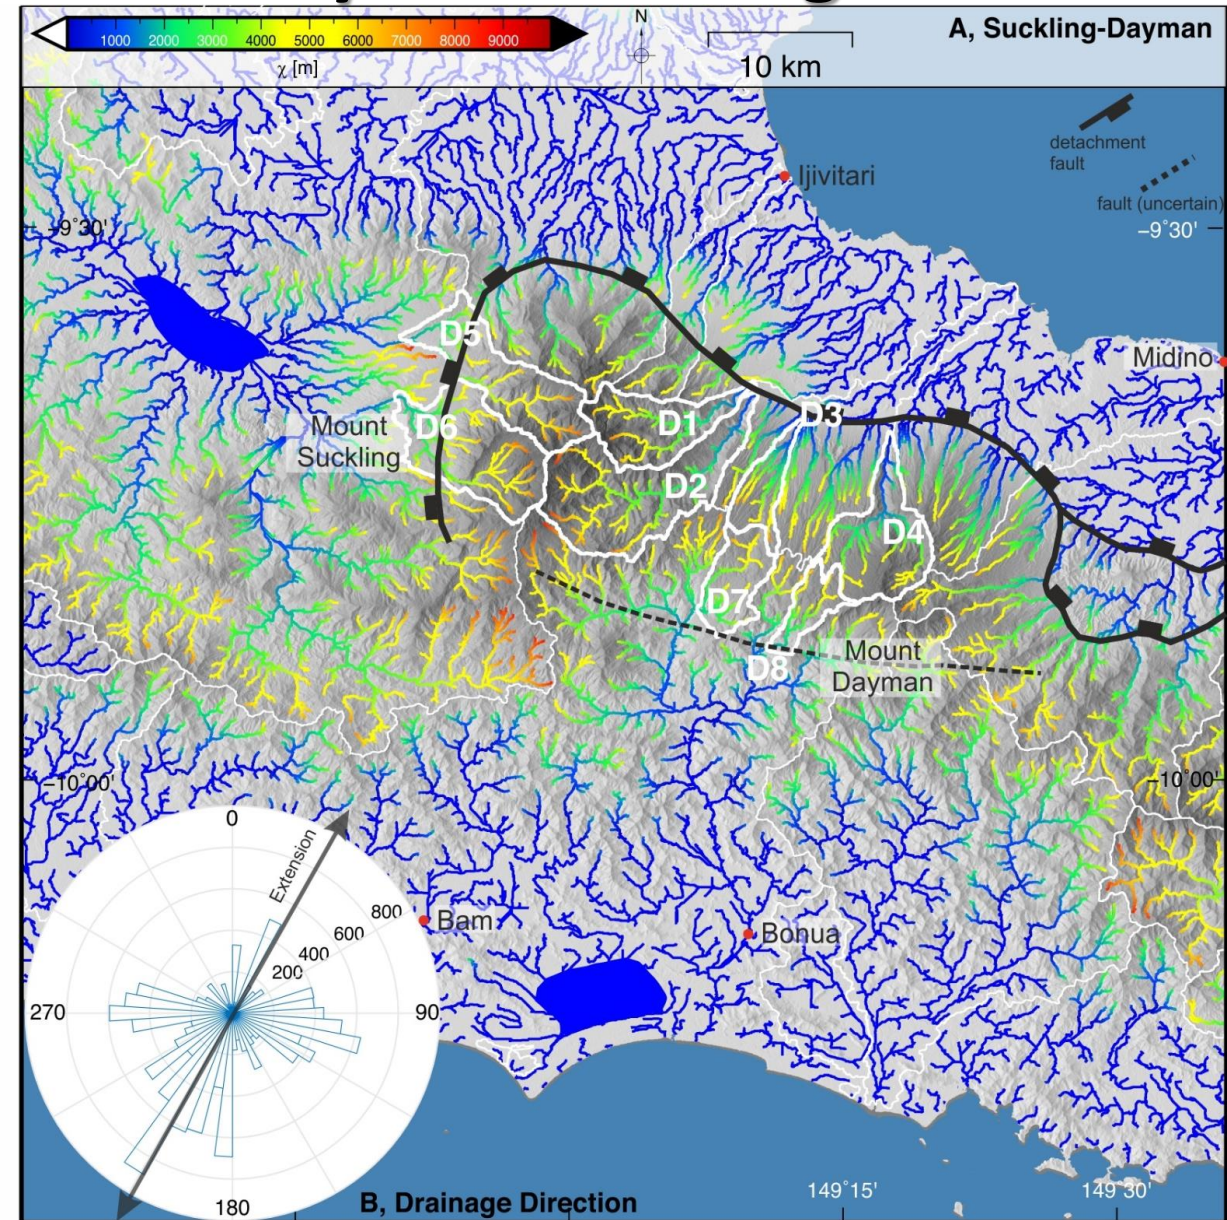 N
A, Suckling-Dayman
1000 2000 3000 4000 5000 6000 7000 8000 9000
χ [m]
10 km
detachment
fault
fault (uncertain)
Ijivitari
−9˚30'
−9˚30'
Midino
D5
D1
D3
D6
Mount
Suckling
D2
D4
D7
D8
Mount
Dayman
−10˚00'
−10˚00'
0
Extension
800
600
400
200
270
90
180
Bam
Bonua
149˚15'
149˚30'
B, Drainage Direction